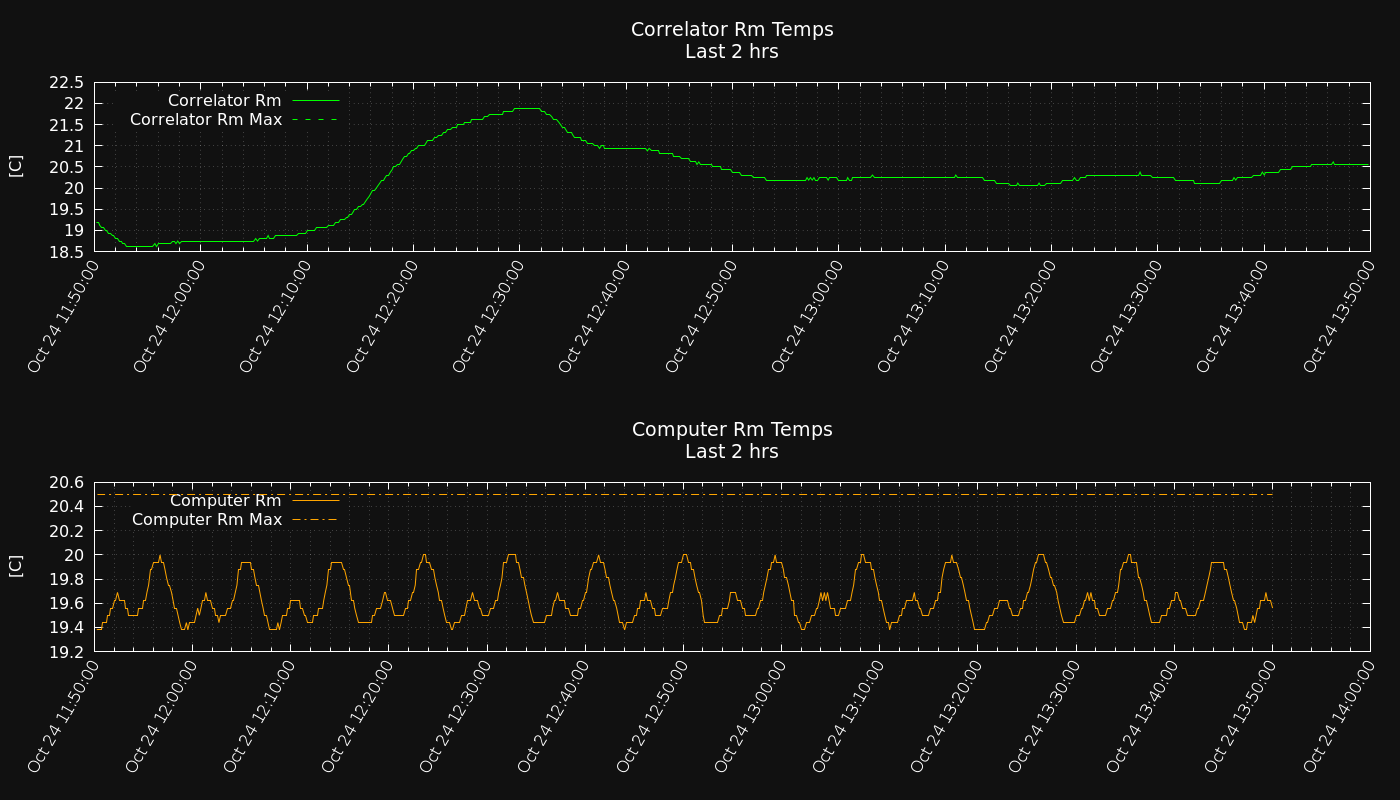 Correlator Rm Temps
Last 2 hrs
22.5
22
21.5
21
20.5
20
19.5
19
18.5
[C]
Correlator Rm
Correlator Rm Max
Oct 24 11:50:00
Oct 24 12:00:00
Oct 24 12:10:00
Oct 24 12:20:00
Oct 24 12:30:00
Oct 24 12:40:00
Oct 24 12:50:00
Oct 24 13:00:00
Oct 24 13:10:00
Oct 24 13:20:00
Oct 24 13:30:00
Oct 24 13:40:00
Oct 24 13:50:00
Computer Rm Temps
Last 2 hrs
20.6
20.4
20.2
20
19.8
19.6
19.4
19.2
[C]
Computer Rm
Computer Rm Max
Oct 24 11:50:00
Oct 24 12:00:00
Oct 24 12:10:00
Oct 24 12:20:00
Oct 24 12:30:00
Oct 24 12:40:00
Oct 24 12:50:00
Oct 24 13:00:00
Oct 24 13:10:00
Oct 24 13:20:00
Oct 24 13:30:00
Oct 24 13:40:00
Oct 24 13:50:00
Oct 24 14:00:00